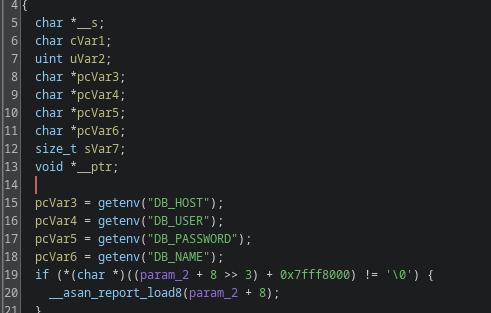 4 {
5 char *__s;
6 char cVar1;
7 uint uVar2;
8 char *pcVar3;
9 char *pcVar4;
10 char *pcVar5;
11 char *pcVar6;
12 size_t sVar7;
13 void *__ptr;
14
15 pcVar3 = getenv("DB_HOST");
16 pcVar4 = getenv("DB_USER");
17 pcVar5 = getenv("DB_PASSWORD");
18 pcVar6 = getenv("DB_NAME");
19 if (*(char *)((param_2 + 8 >> 3) + 0x7fff8000) != '\0') {
20 __asan_report_load8(param_2 + 8);
21 }